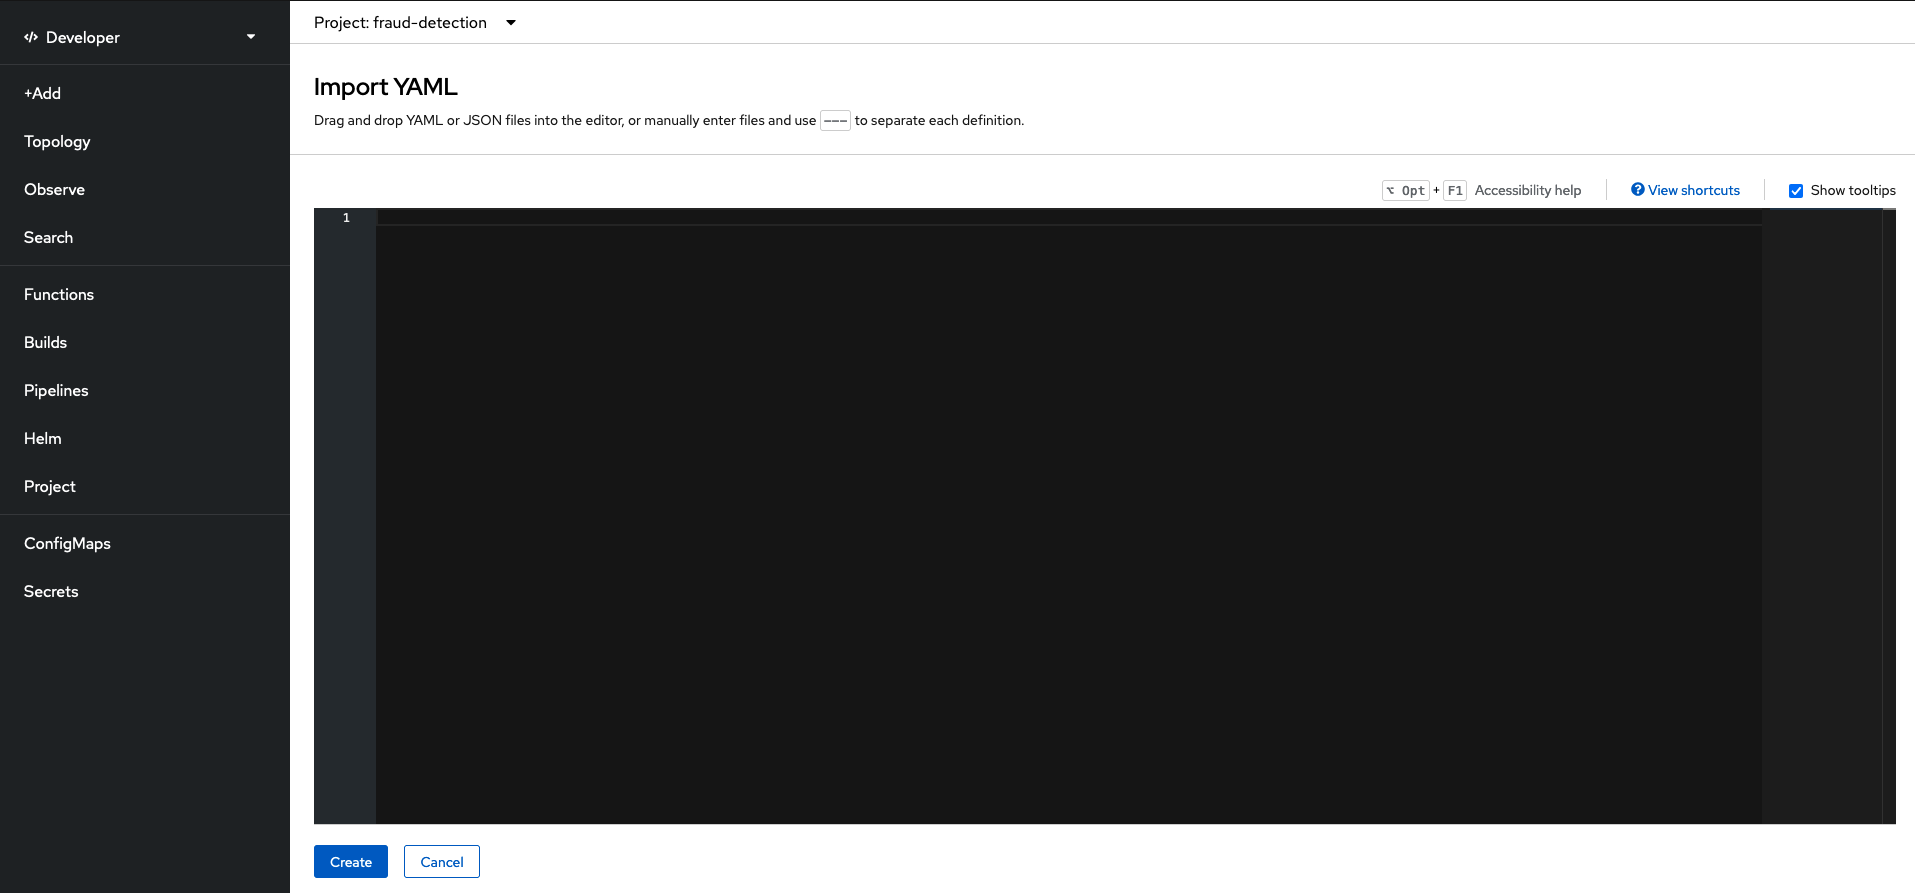 Developer
+Add
Topology
Observe
Search
Functions
Builds
Pipelines
Helm
Project
ConfigMaps
Secrets
Project: fraud-detection
Import YAML
Drag and drop YAML or JSON files into the editor, or manually enter files and use --- to separate each definition.
⌥ Opt + F1 Accessibility help View shortcuts Show tooltips
1
Create Cancel